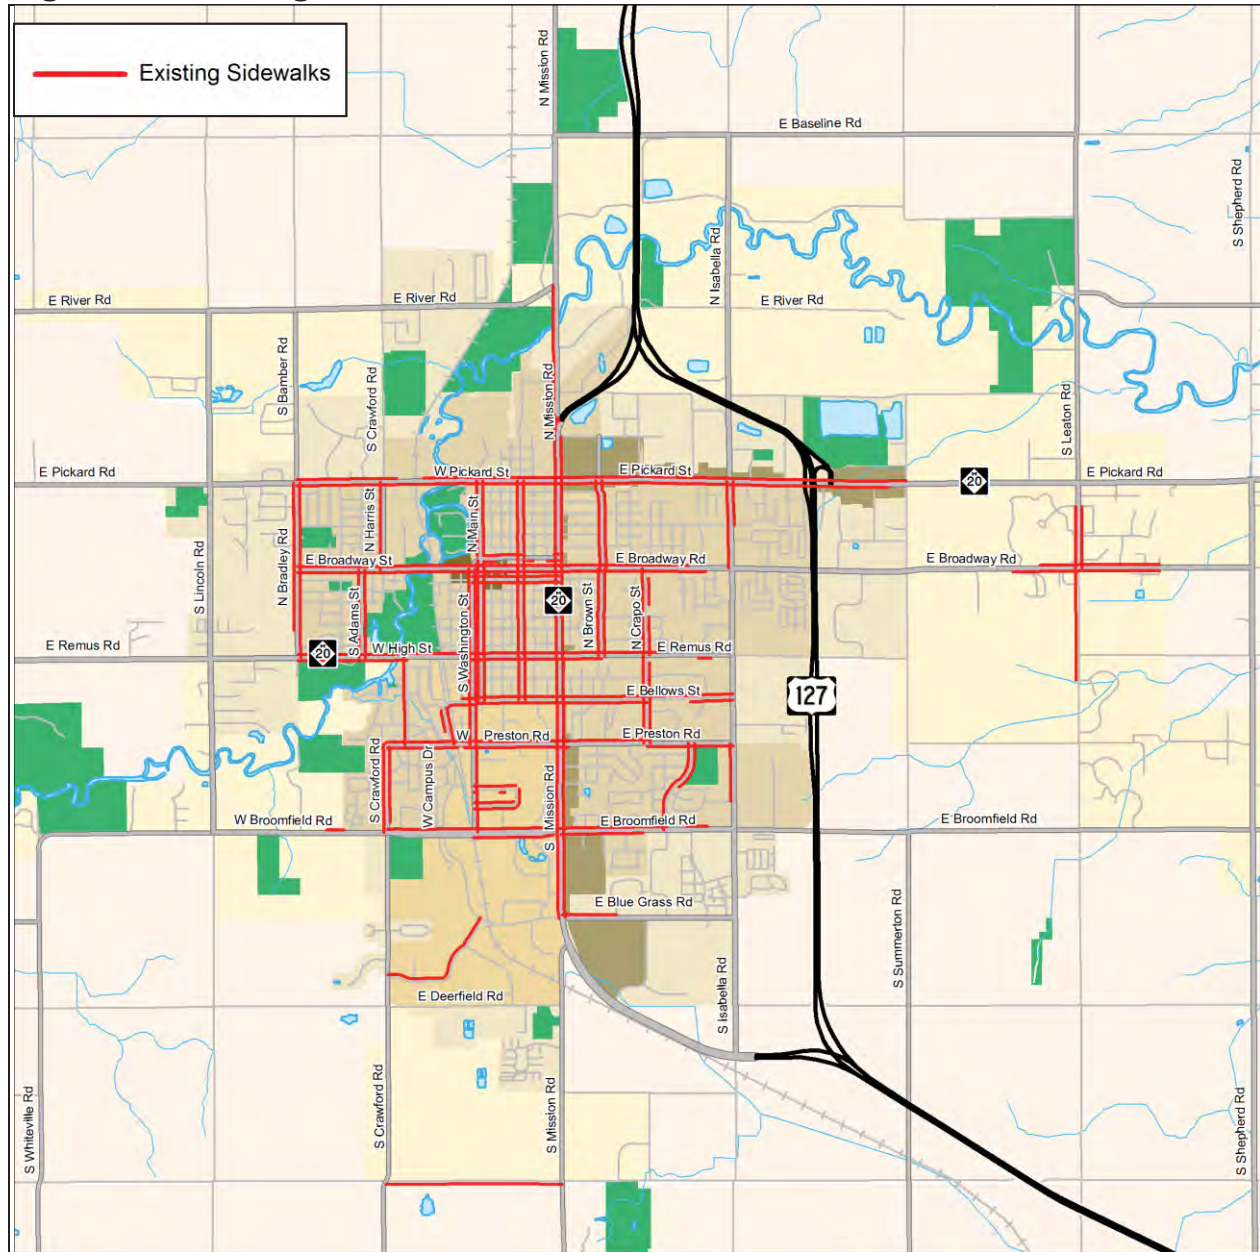 Existing Sidewalks
N Mission Rd
E Baseline Rd
S Shepherd Rd
N Isabella Rd
E River Rd
E River Rd
E River Rd
S Bamber Rd
S Crawford Rd
N Mission Rd
S Leaton Rd
E Pickard Rd
W Pickard St
E Pickard St
M
20
E Pickard Rd
N Harris St
N Main St
S Lincoln Rd
N Bradley Rd
E Broadway St
E Broadway Rd
E Broadway Rd
S Adams St
S Washington St
M
20
N Brown St
N Crapo St
E Remus Rd
M
20
W High St
E Remus Rd
E Bellows St
127
W Preston Rd
E Preston Rd
S Crawford Rd
W Campus Dr
S Mission Rd
W Broomfield Rd
E Broomfield Rd
E Broomfield Rd
E Blue Grass Rd
S Summerton Rd
S Isabella Rd
E Deerfield Rd
S Whiteville Rd
S Crawford Rd
S Mission Rd
S Shepherd Rd